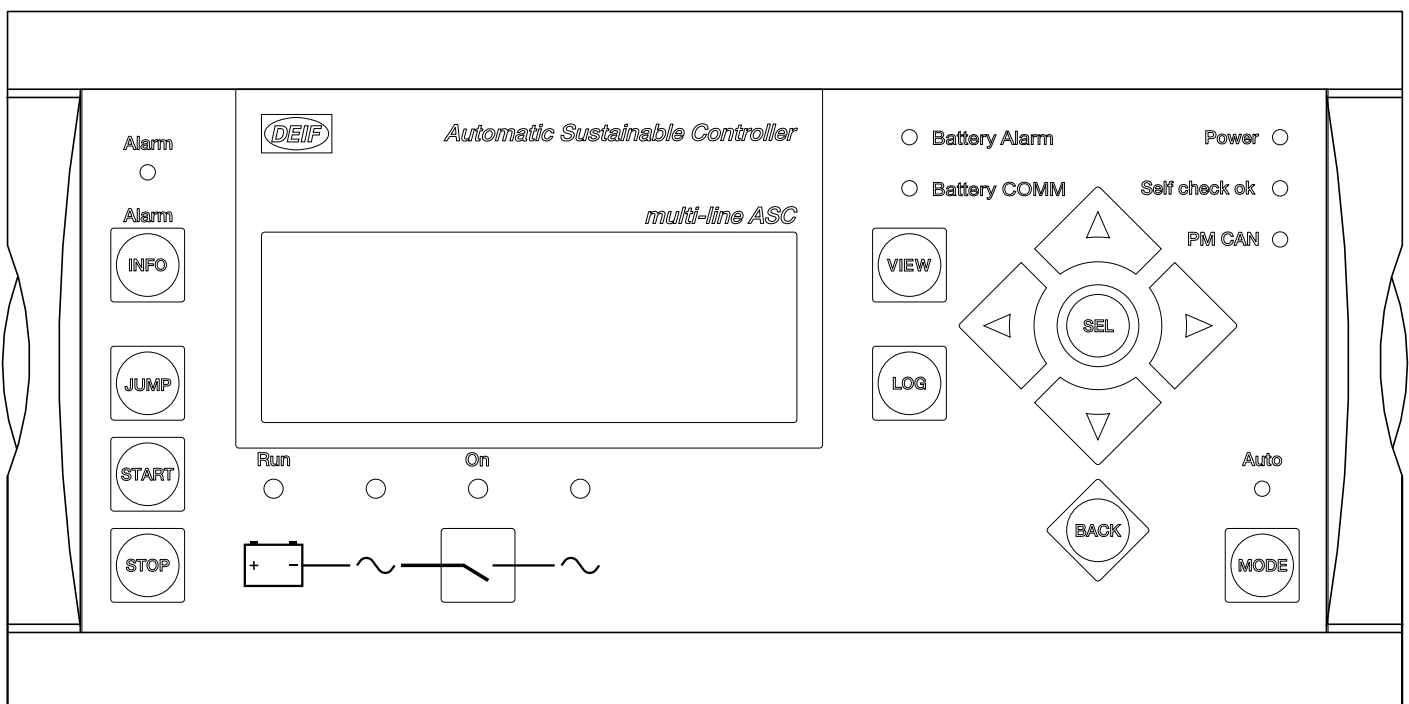 DEIF
Automatic Sustainable Controller
multi-line ASC
Alarm
Alarm
INFO
JUMP
START
STOP
Run
On
+ −
Battery Alarm
Battery COMM
Power
Self check ok
PM CAN
VIEW
LOG
SEL
BACK
Auto
MODE